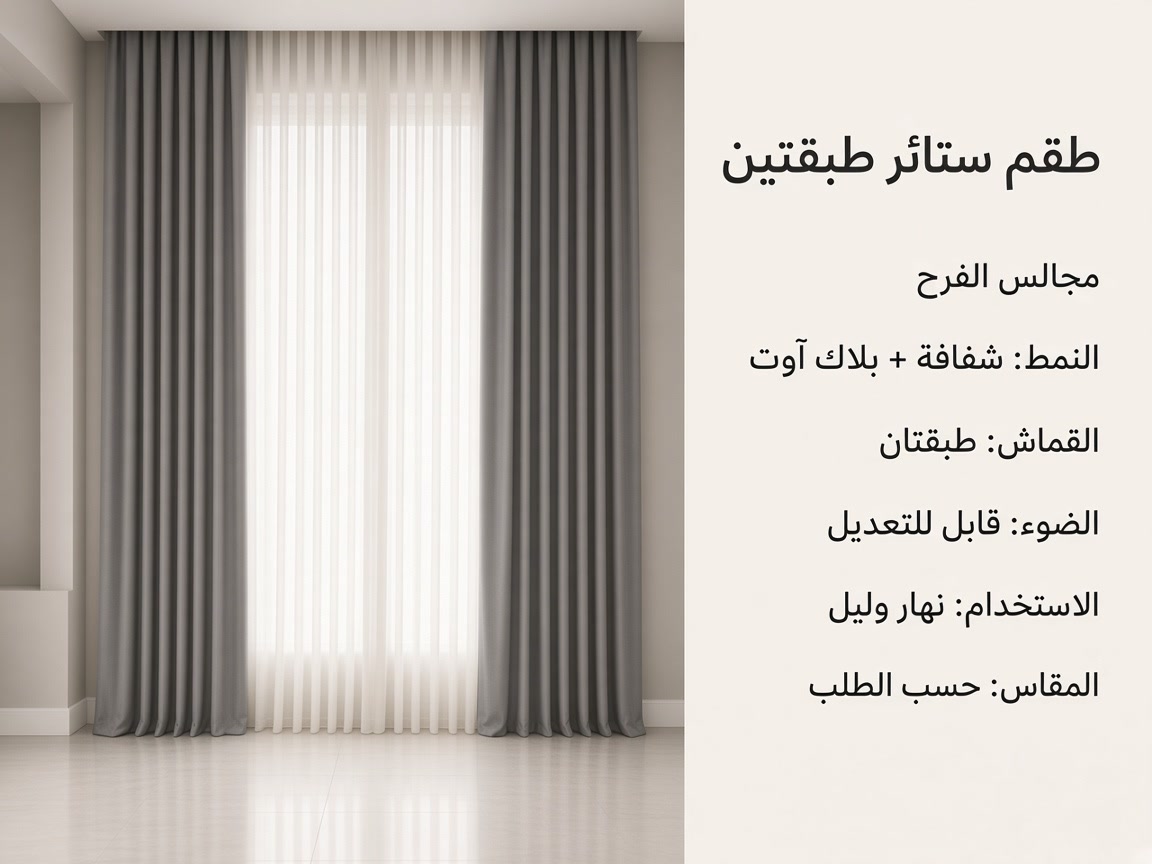 طقم ستائر طبقتين
مجالس الفرح
النمط: شفافة + بلاك آوت
القماش: طبقتان
الضوء: قابل للتعديل
الاستخدام: نهار وليل
المقاس: حسب الطلب